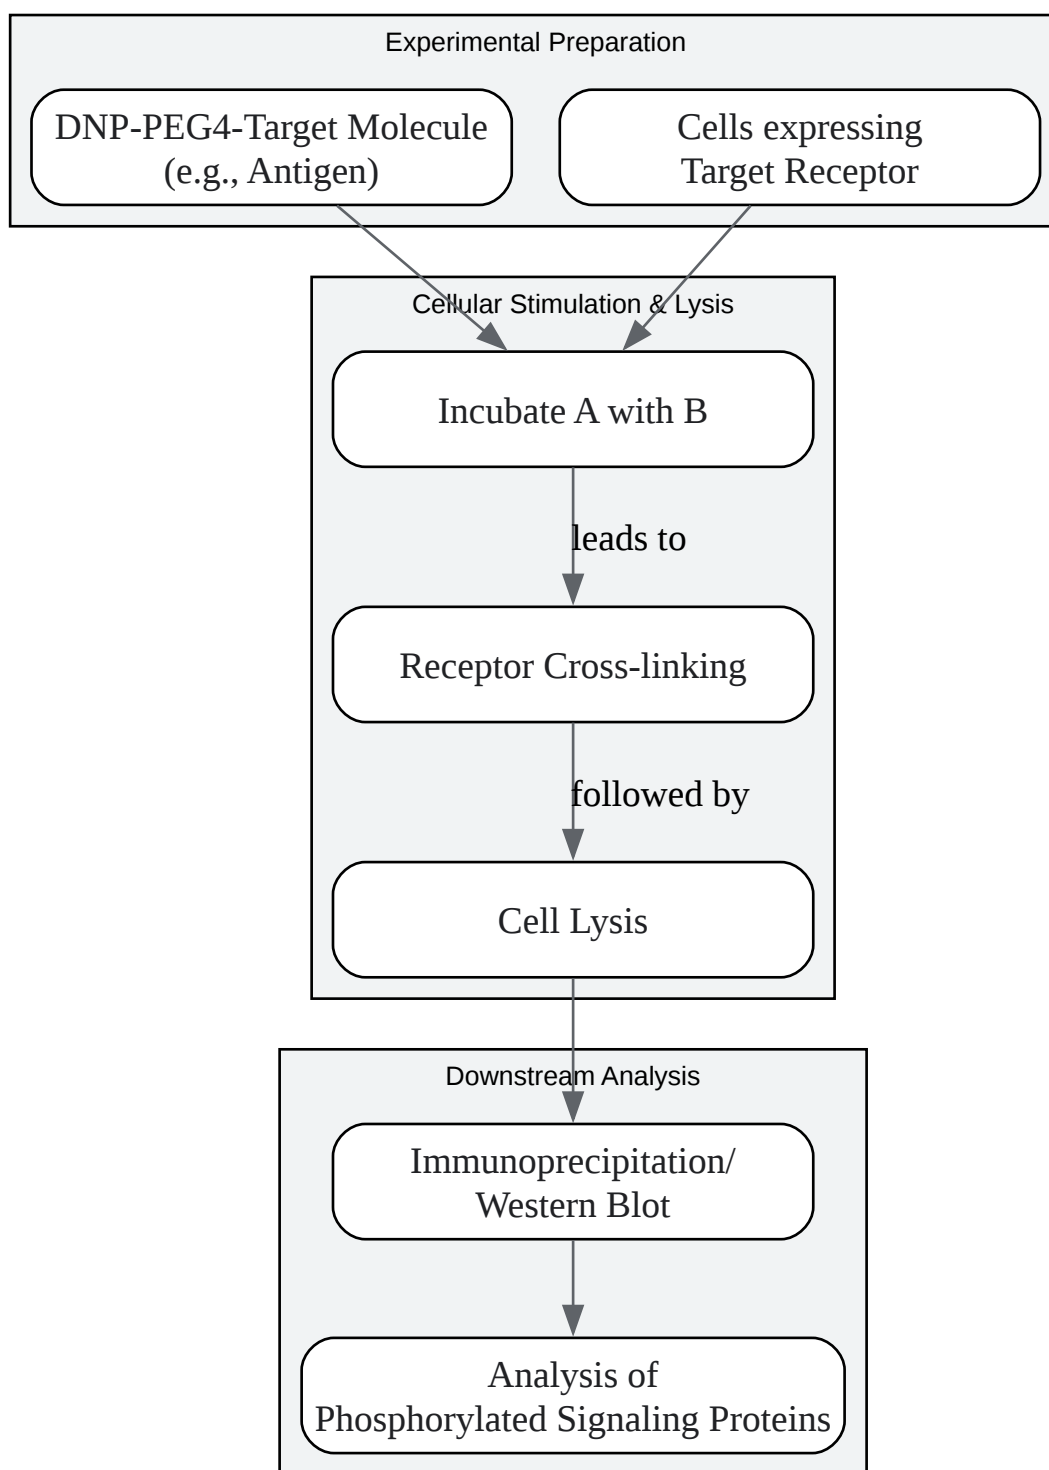 Experimental Preparation
DNP-PEG4-Target Molecule
(e.g., Antigen)
Cells expressing
Target Receptor
Cellular Stimulation & Lysis
Incubate A with B
leads to
Receptor Cross-linking
followed by
Cell Lysis
Downstream Analysis
Immunoprecipitation/
Western Blot
Analysis of
Phosphorylated Signaling Proteins